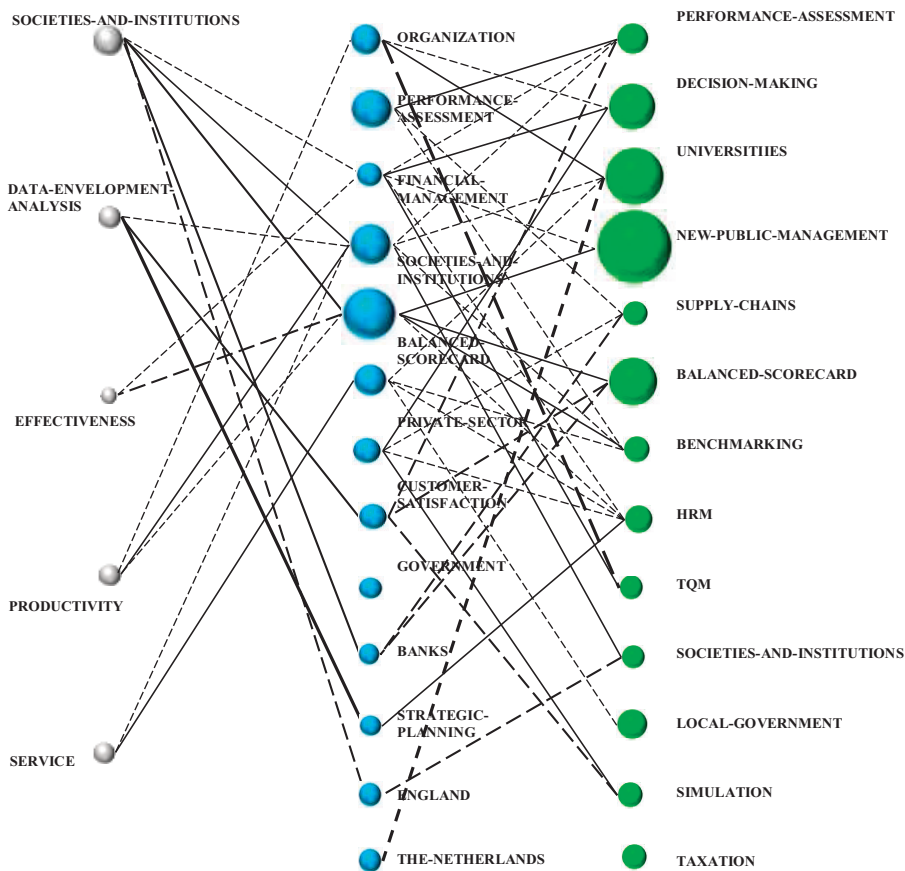 SOCIETIES-AND-INSTITUTIONS
DATA-ENVELOPMENT-
ANALYSIS
EFFECTIVENESS
PRODUCTIVITY
SERVICE
ORGANIZATION
PERFORMANCE-
ASSESSMENT
FINANCIAL-
MANAGEMENT
SOCIETIES-AND-
INSTITUTIONS
BALANCED-
SCORECARD
PRIVATE-SECTOR
CUSTOMER-
SATISFACTION
GOVERNMENT
BANKS
STRATEGIC-
PLANNING
ENGLAND
THE-NETHERLANDS
PERFORMANCE-ASSESSMENT
DECISION-MAKING
UNIVERSITIIES
NEW-PUBLIC-MANAGEMENT
SUPPLY-CHAINS
BALANCED-SCORECARD
BENCHMARKING
HRM
TQM
SOCIETIES-AND-INSTITUTIONS
LOCAL-GOVERNMENT
SIMULATION
TAXATION